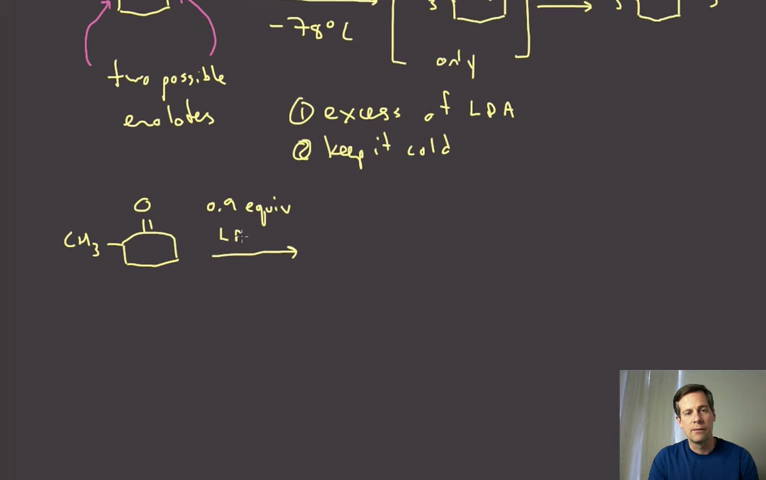 -78°C
only
two possible
enolates
① excess of LDA
② keep it cold
O
0.9 equiv
CH3